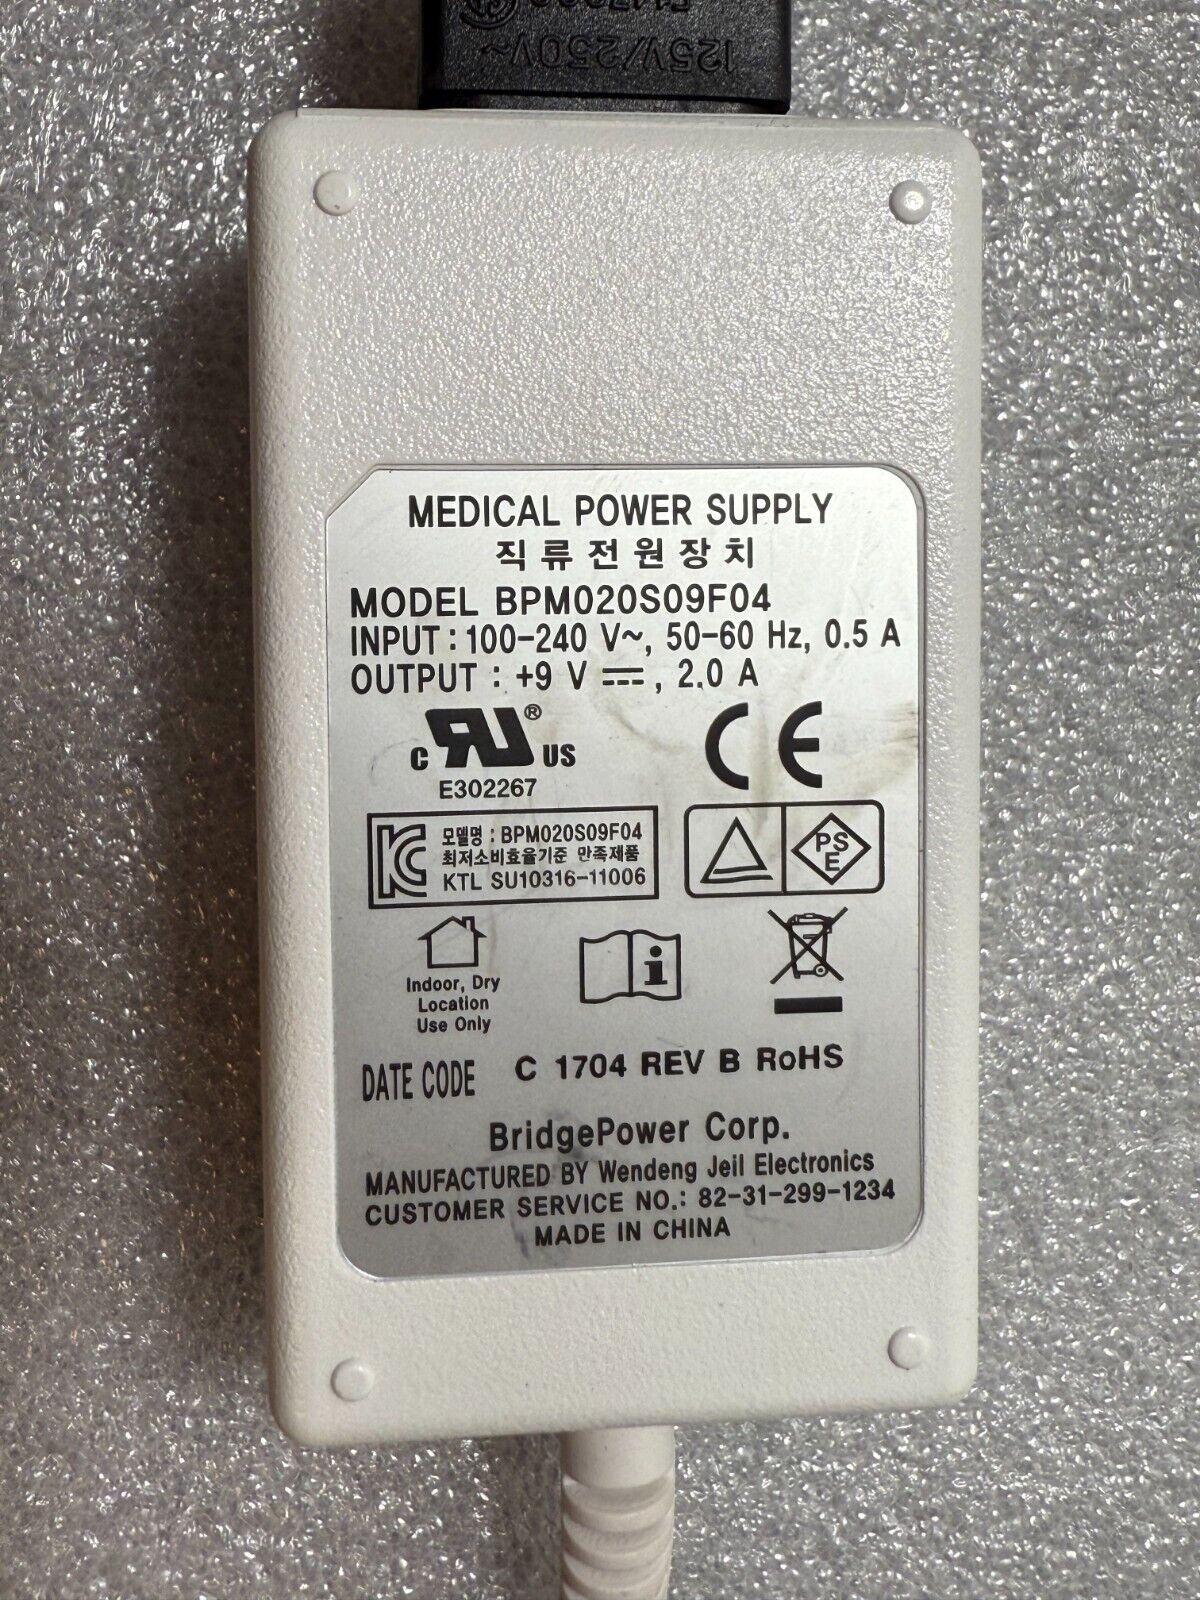 125V/250V~
MEDICAL POWER SUPPLY
직류전원장치
MODEL BPM020S09F04
INPUT : 100-240 V~, 50-60 Hz, 0.5 A
OUTPUT : +9 V ⎓, 2.0 A
c RU® US
E302267
CE
KC
모델명 : BPM020S09F04
최저소비효율기준 만족제품
KTL SU10316-11006
PS
E
i
Indoor, Dry
Location
Use Only
DATE CODE C 1704 REV B RoHS
BridgePower Corp.
MANUFACTURED BY Wendeng Jeil Electronics
CUSTOMER SERVICE NO.: 82-31-299-1234
MADE IN CHINA